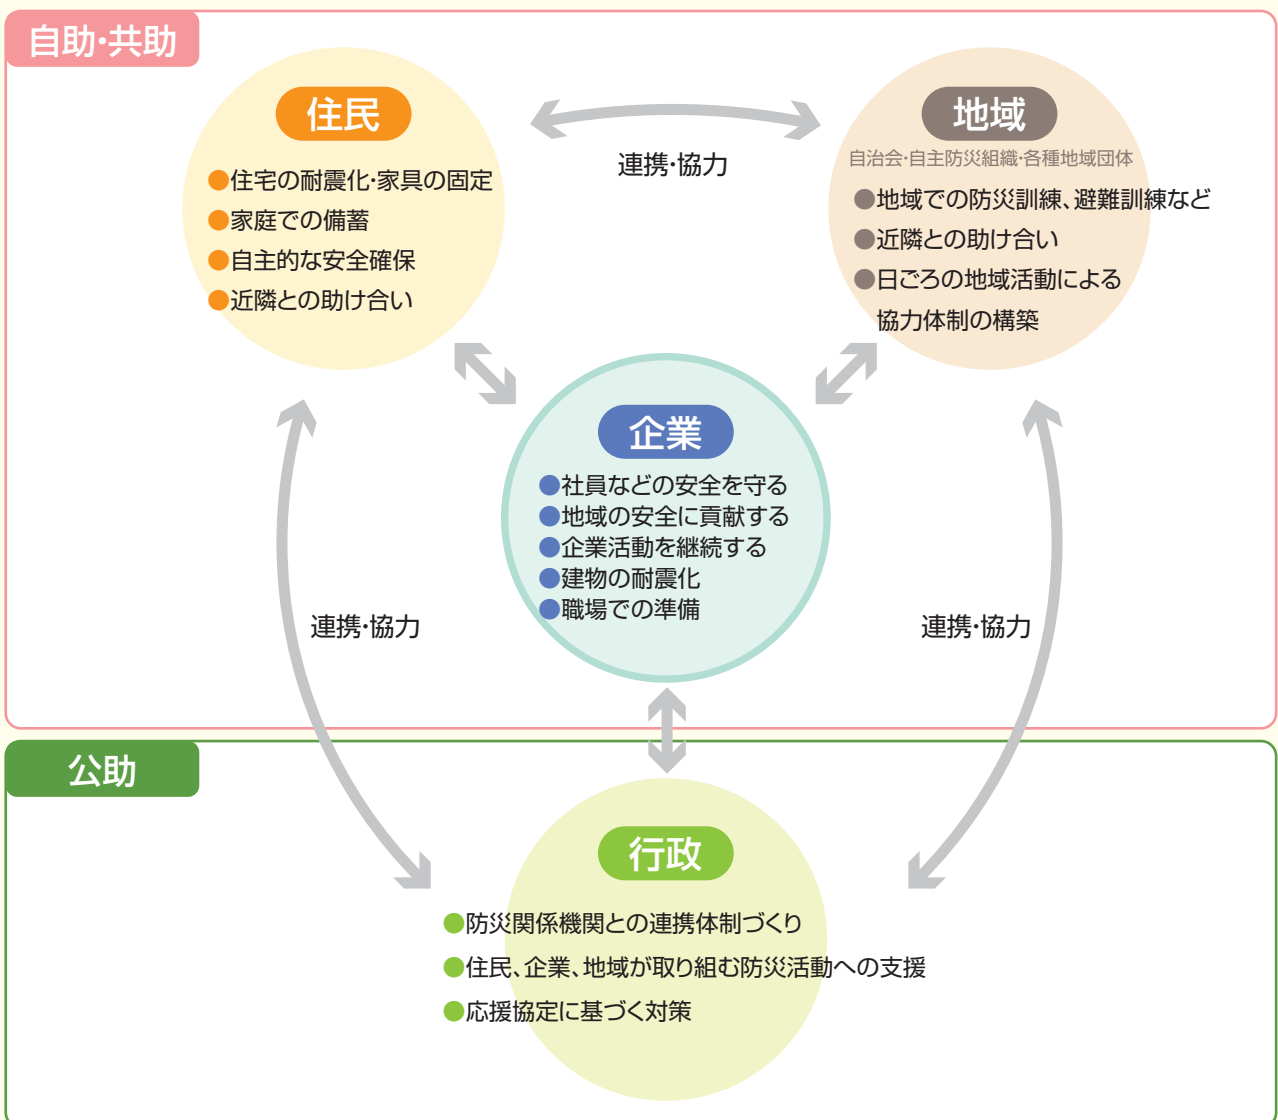 自助・共助
住民
●住宅の耐震化・家具の固定
●家庭での備蓄
●自主的な安全確保
●近隣との助け合い
連携・協力
地域
自治会・自主防災組織・各種地域団体
●地域での防災訓練、避難訓練など
●近隣との助け合い
●日ごろの地域活動による
協力体制の構築
企業
●社員などの安全を守る
●地域の安全に貢献する
●企業活動を継続する
●建物の耐震化
●職場での準備
連携・協力
連携・協力
公助
行政
●防災関係機関との連携体制づくり
●住民、企業、地域が取り組む防災活動への支援
●応援協定に基づく対策